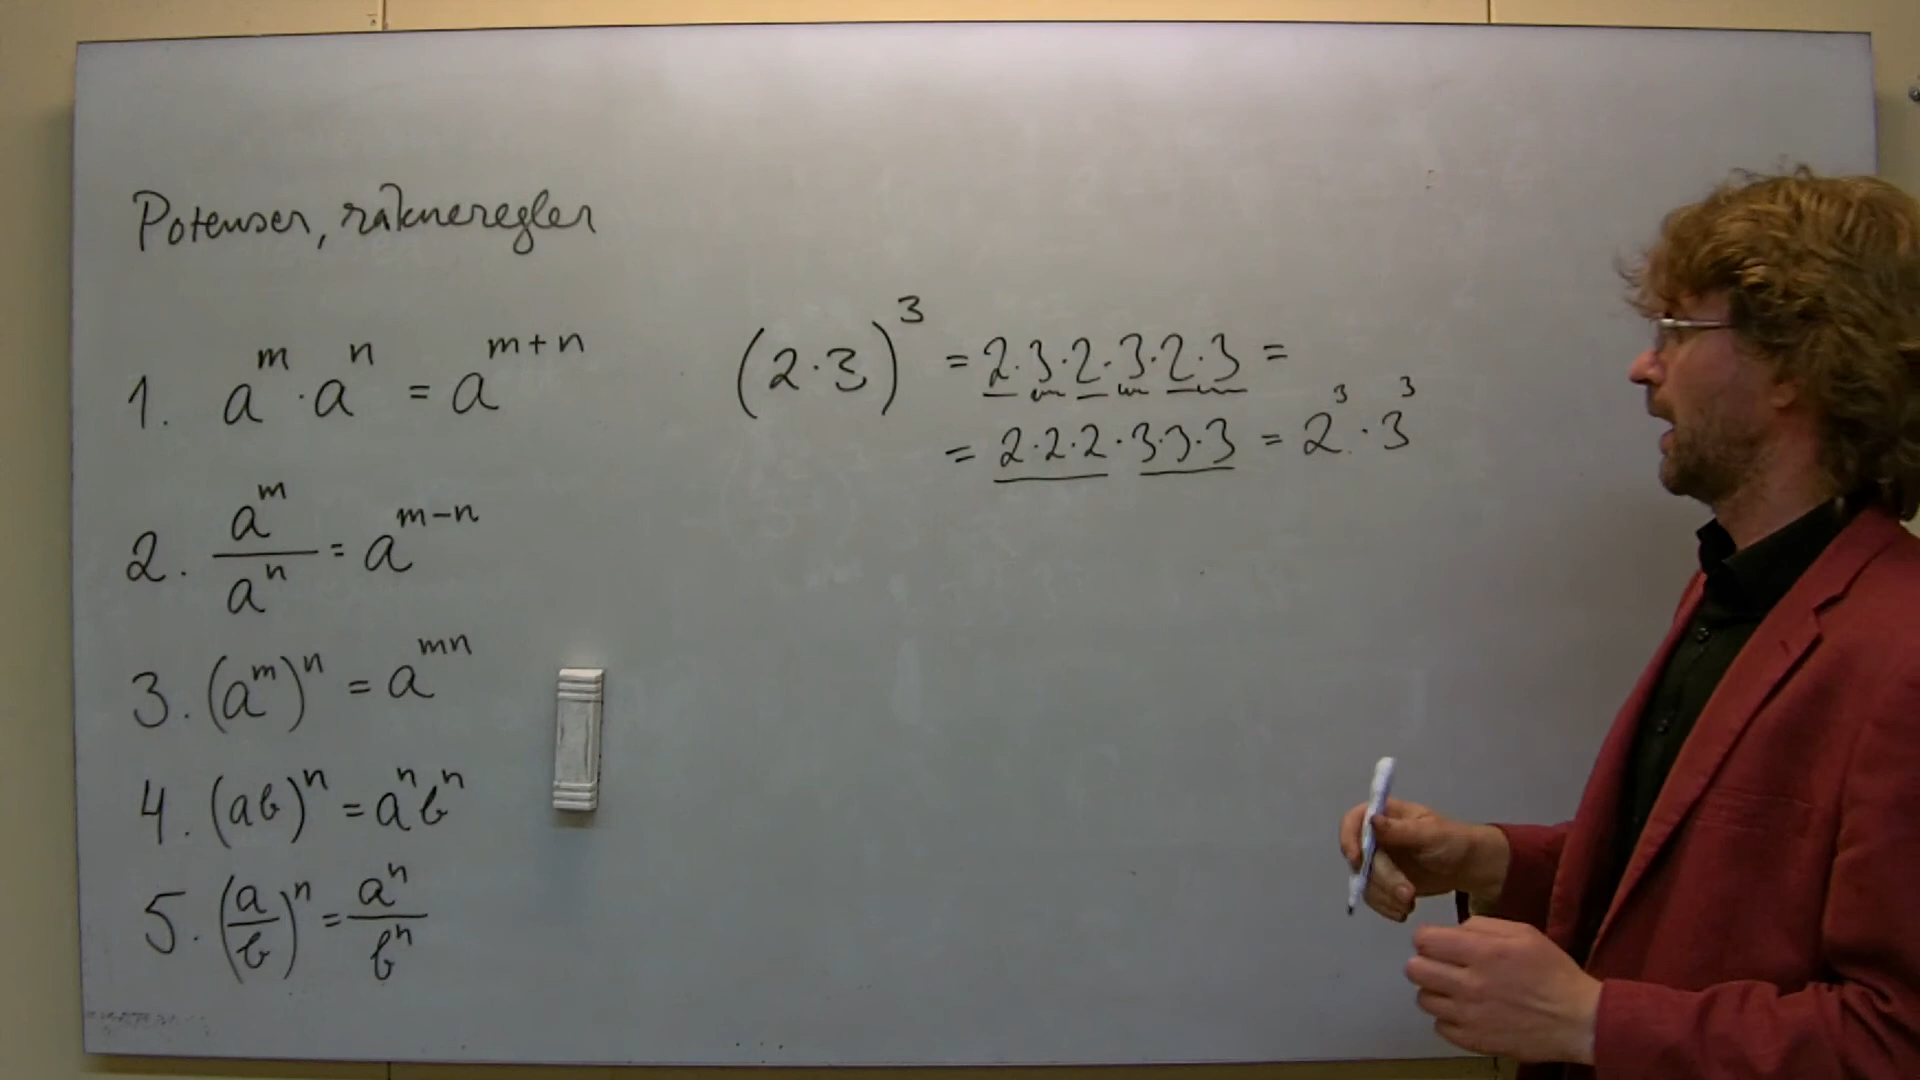 Potenser, räkneregler
1. a^m · a^n = a^{m+n}
2. a^m / a^n = a^{m-n}
3. (a^m)^n = a^{mn}
4. (ab)^n = a^n b^n
5. (a/b)^n = a^n / b^n
(2·3)^3 = 2·3·2·3·2·3 =
= 2·2·2·3·3·3 = 2^3 · 3^3